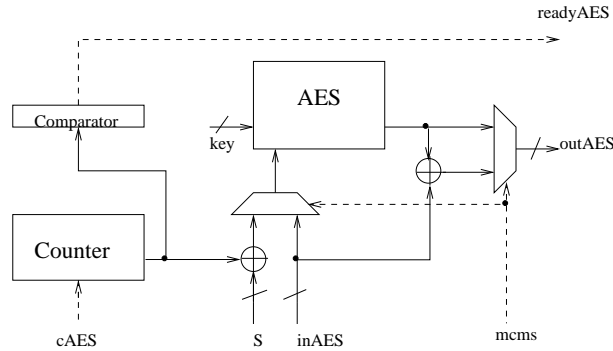 readyAES
AES
Comparator
key
outAES
Counter
cAES
S
inAES
mcms